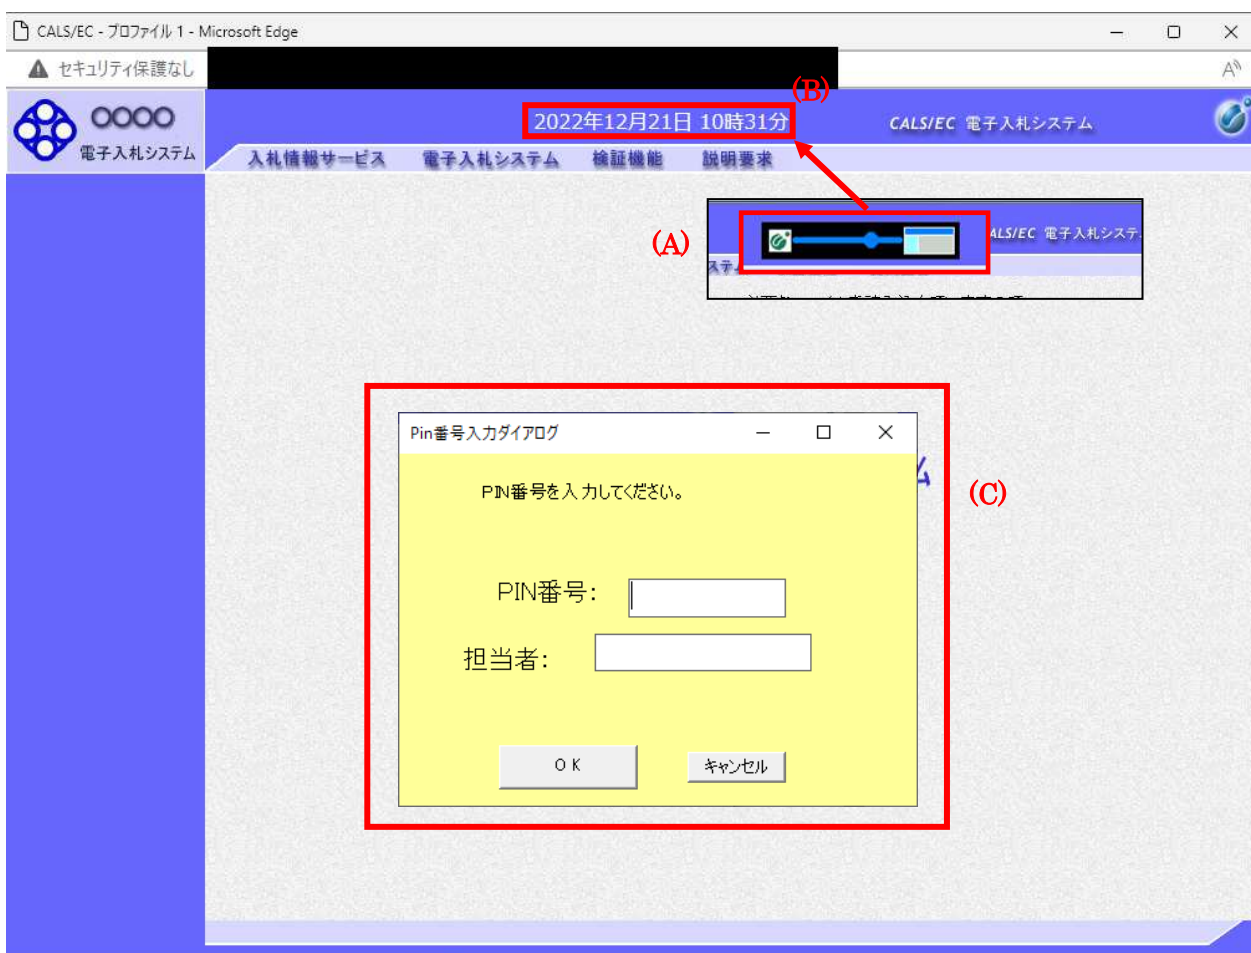 CALS/EC - プロファイル 1 - Microsoft Edge
セキュリティ保護なし
(B)
〇〇〇〇
電子入札システム
2022年12月21日 10時31分
CALS/EC 電子入札システム
入札情報サービス 電子入札システム 検証機能 説明要求
(A)
ALS/EC 電子入札システ
ステム
(C)
Pin番号入力ダイアログ
PIN番号を入力してください。
PIN番号:
担当者:
OK
キャンセル